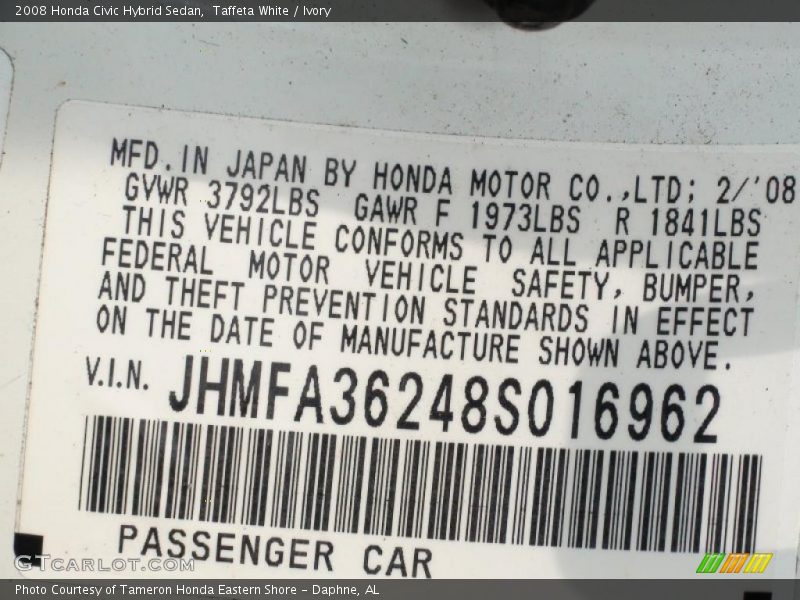 2008 Honda Civic Hybrid Sedan,  Taffeta White / Ivory
MFD. IN JAPAN BY HONDA MOTOR CO.,LTD; 2/'08
GVWR 3792LBS GAWR F 1973LBS R 1841LBS
THIS VEHICLE CONFORMS TO ALL APPLICABLE
FEDERAL MOTOR VEHICLE SAFETY, BUMPER,
AND THEFT PREVENTION STANDARDS IN EFFECT
ON THE DATE OF MANUFACTURE SHOWN ABOVE.
V.I.N. JHMFA36248S016962
PASSENGER CAR
GTcarlot.com
Photo Courtesy of Tameron Honda Eastern Shore - Daphne, AL